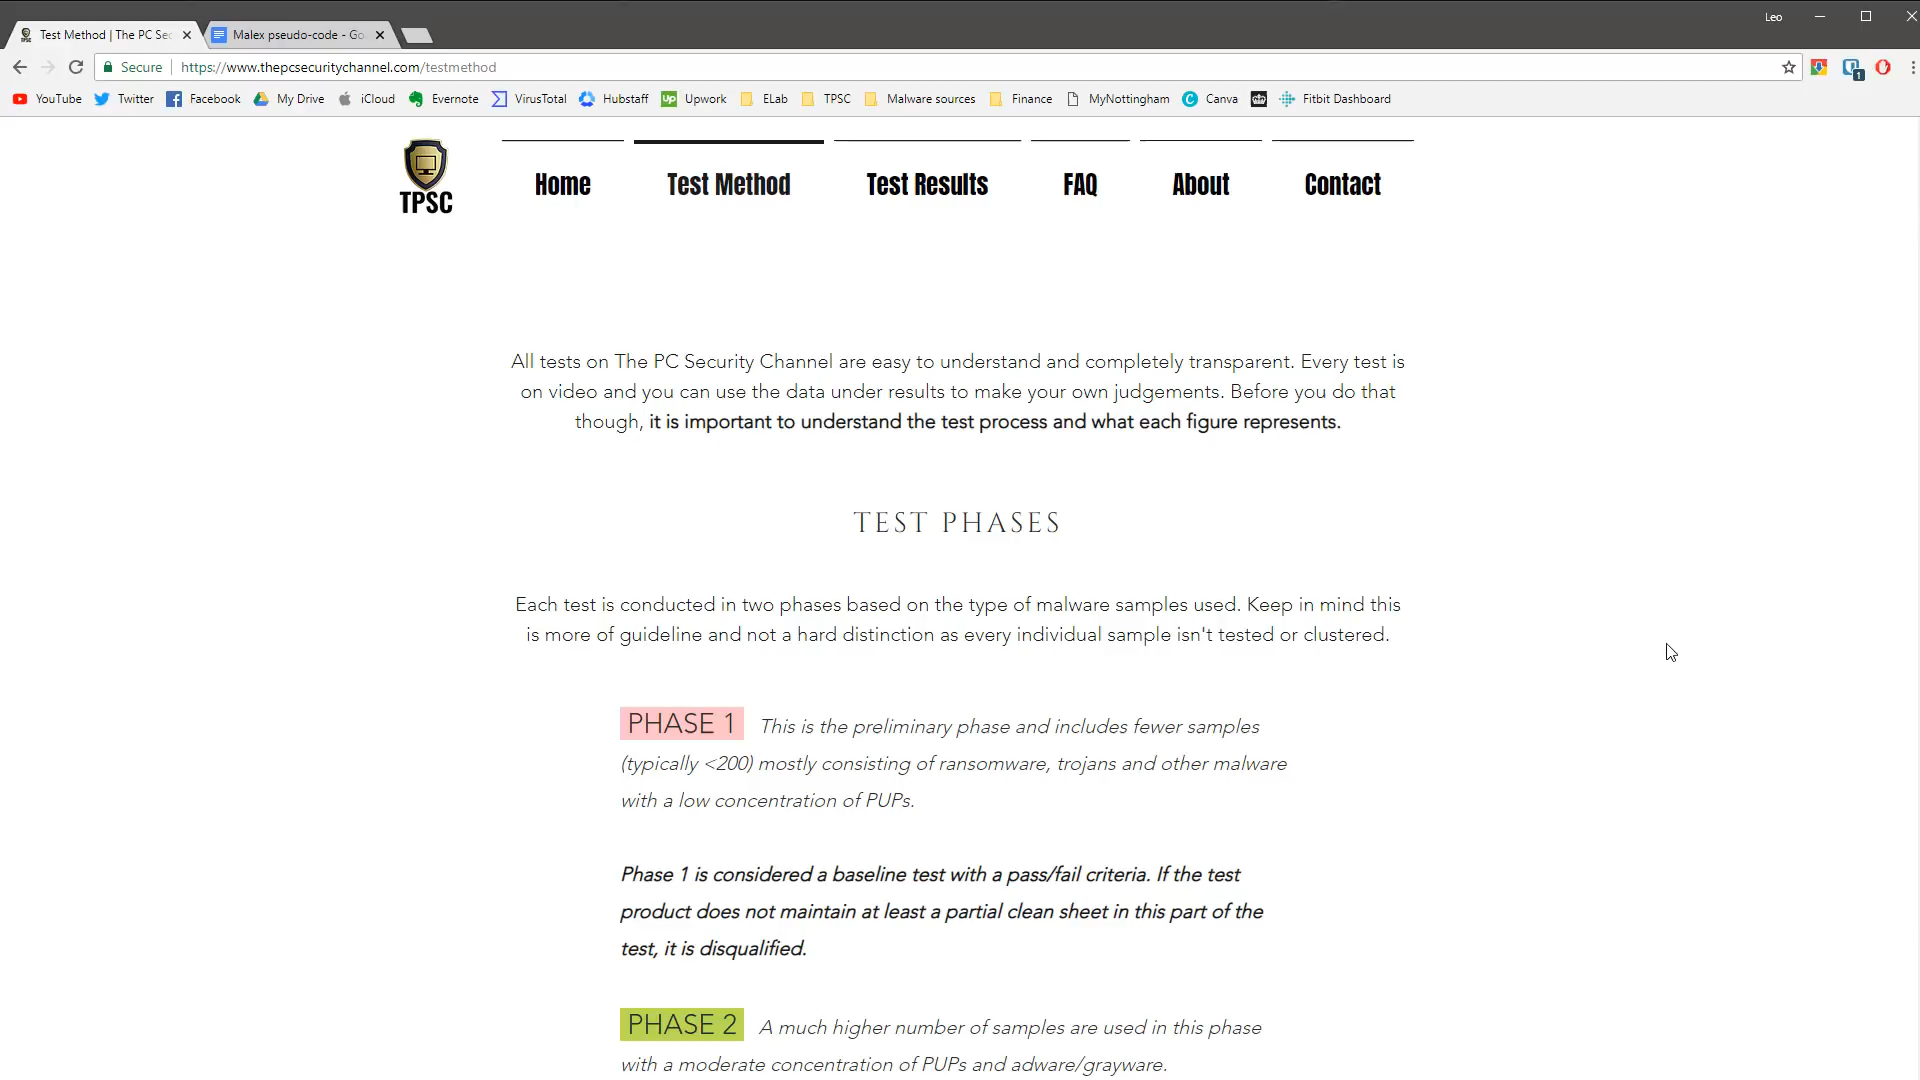 Leo
Test Method | The PC Sec
Malex pseudo-code - Go
Secure
https://www.thepcsecuritychannel.com/testmethod
YouTube Twitter Facebook My Drive iCloud Evernote VirusTotal Hubstaff Up Upwork ELab TPSC Malware sources Finance MyNottingham C Canva Fitbit Dashboard
1
TPSC
Home Test Method Test Results FAQ About Contact
All tests on The PC Security Channel are easy to understand and completely transparent. Every test is
on video and you can use the data under results to make your own judgements. Before you do that
though, it is important to understand the test process and what each figure represents.
TEST PHASES
Each test is conducted in two phases based on the type of malware samples used. Keep in mind this
is more of guideline and not a hard distinction as every individual sample isn't tested or clustered.
PHASE 1 This is the preliminary phase and includes fewer samples
(typically <200) mostly consisting of ransomware, trojans and other malware
with a low concentration of PUPs.
Phase 1 is considered a baseline test with a pass/fail criteria. If the test
product does not maintain at least a partial clean sheet in this part of the
test, it is disqualified.
PHASE 2 A much higher number of samples are used in this phase
with a moderate concentration of PUPs and adware/grayware.